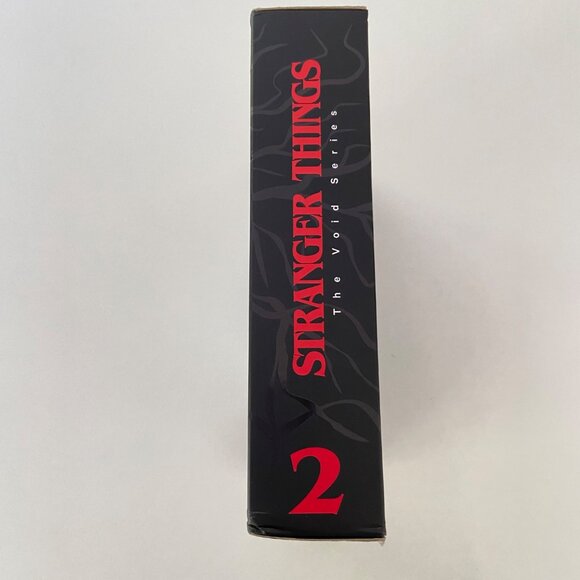 STRANGER THINGS
The Void Series
2